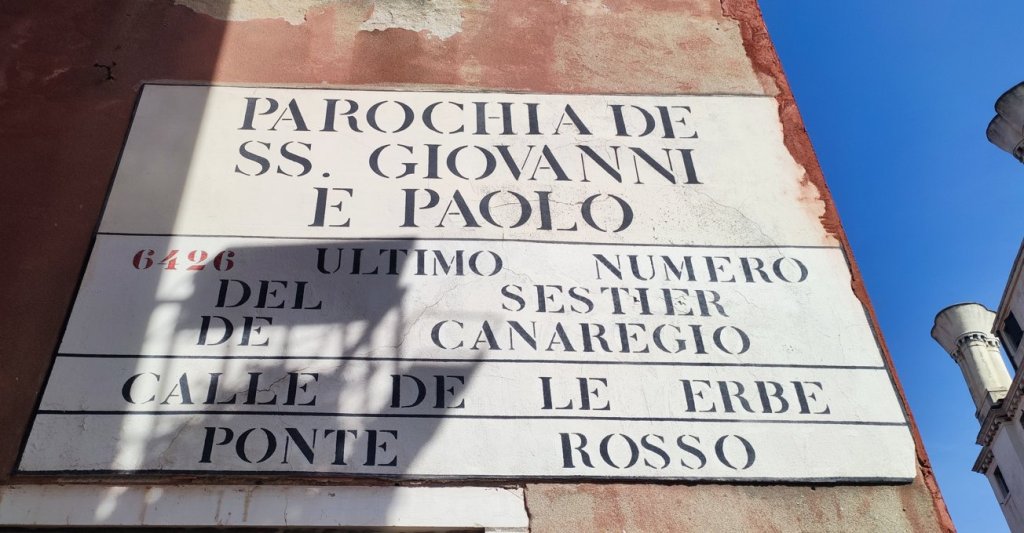 PAROCHIA DE
SS. GIOVANNI
E PAOLO
6426 ULTIMO NUMERO
DEL SESTIER
DE CANAREGIO
CALLE DE LE ERBE
PONTE ROSSO